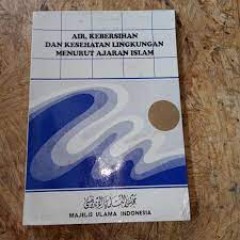 AIR, KEBERSIHAN
DAN KESEHATAN LINGKUNGAN
MENURUT AJARAN ISLAM
MAJELIS ULAMA INDONESIA